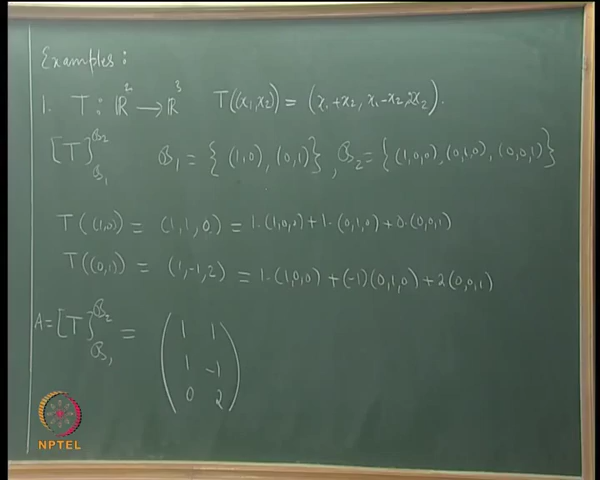 Examples:
1. T: ℝ² → ℝ³ T((x₁,x₂)) = (x₁+x₂, x₁-x₂, 2x₂).
[T]_{B₁}^{B₂} B₁ = {(1,0), (0,1)}, B₂ = {(1,0,0), (0,1,0), (0,0,1)}
T((1,0)) = (1,1,0) = 1·(1,0,0) + 1·(0,1,0) + 0·(0,0,1)
T((0,1)) = (1,-1,2) = 1·(1,0,0) + (-1)(0,1,0) + 2(0,0,1)
A = [T]_{B₁}^{B₂} =
1 1
1 -1
0 2
NPTEL